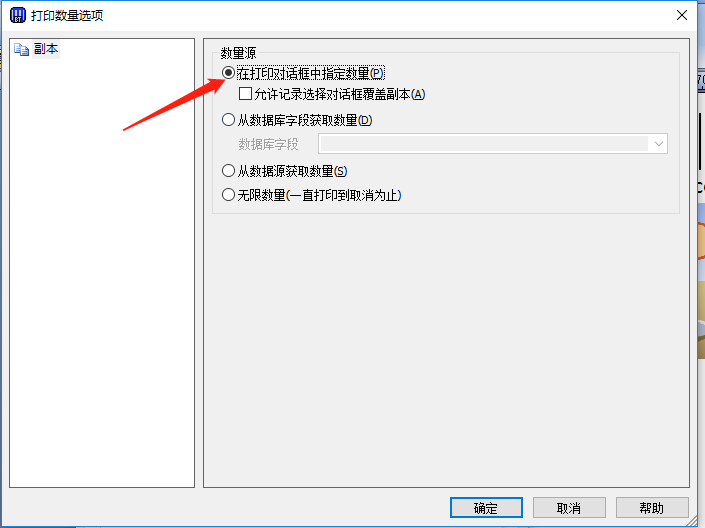 打印数量选项
副本
数量源
在打印对话框中指定数量(P)
允许记录选择对话框覆盖副本(A)
从数据库字段获取数量(D)
数据库字段
从数据源获取数量(S)
无限数量(一直打印到取消为止)
确定
取消
帮助